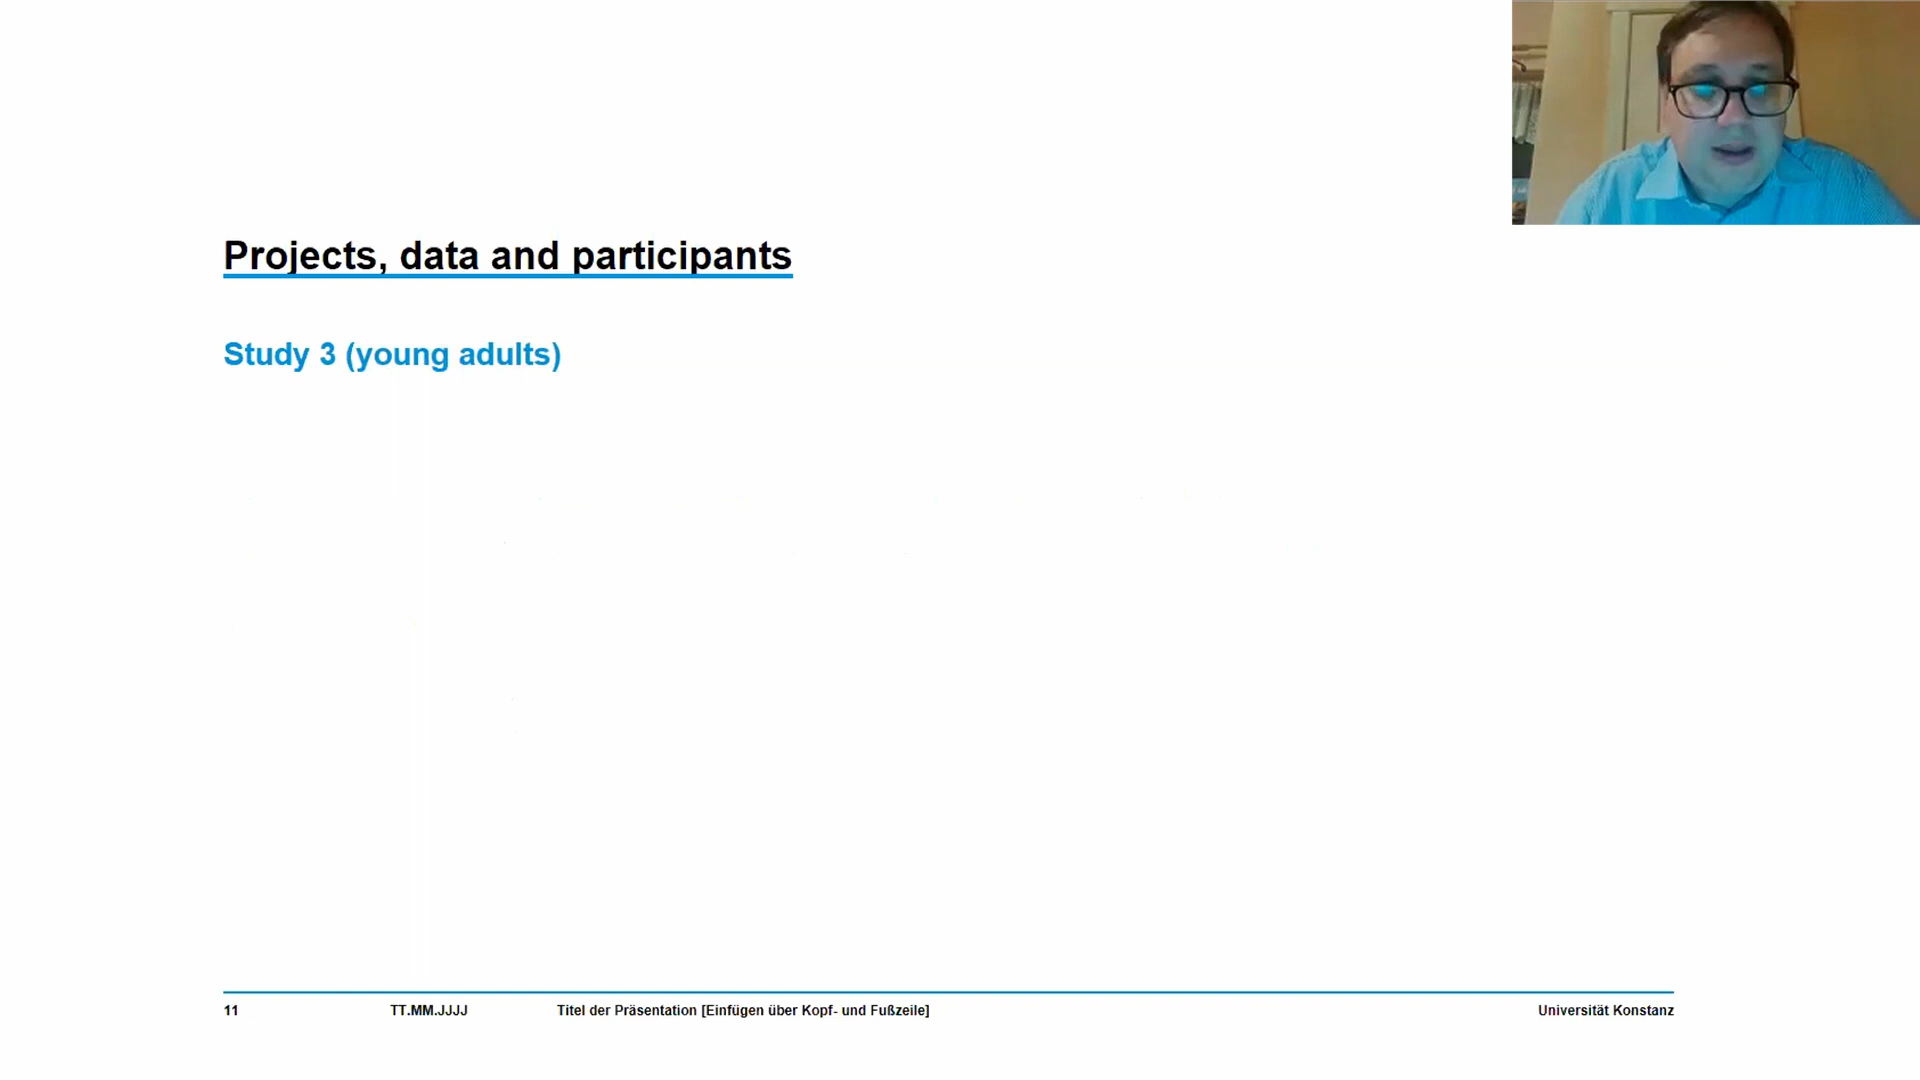 Projects, data and participants
Study 3 (young adults)
11 TT.MM.JJJJ Titel der Präsentation [Einfügen über Kopf- und Fußzeile] Universität Konstanz